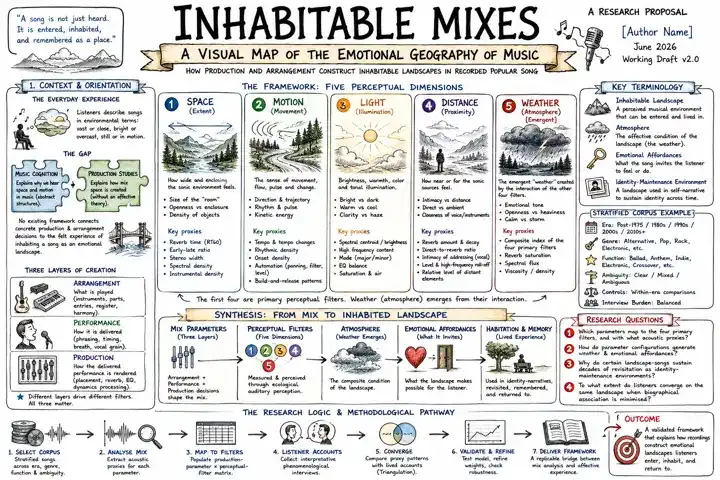 "A song is not just heard.
It is entered, inhabited,
and remembered as a place."
INHABITABLE MIXES
A VISUAL MAP OF THE EMOTIONAL GEOGRAPHY OF MUSIC
HOW PRODUCTION AND ARRANGEMENT CONSTRUCT INHABITABLE LANDSCAPES IN RECORDED POPULAR SONG
A RESEARCH PROPOSAL
[Author Name]
June 2026
Working Draft v2.0
1. CONTEXT & ORIENTATION
THE EVERYDAY EXPERIENCE
Listeners describe songs
in environmental terms:
vast or close, bright or
overcast, still or in motion.
THE GAP
MUSIC COGNITION
Explains why we hear
space and motion
in music (abstract
structures).
+
PRODUCTION STUDIES
Explains how mix
space is created
(without an affective
theory).
No existing framework connects
concrete production & arrangement
decisions to the felt experience of
inhabiting a song as an emotional
landscape.
THREE LAYERS OF CREATION
ARRANGEMENT
What is played
(instruments, parts,
entries, register,
harmony).
PERFORMANCE
How it is delivered
(phrasing, timing,
breath, vocal grain).
PRODUCTION
How the delivered
performance is rendered
(placement, reverb, EQ,
dynamics processing).
Different layers drive different filters.
All three matter.
THE FRAMEWORK: FIVE PERCEPTUAL DIMENSIONS
1 SPACE
(Extent)
How wide and enclosing
the sonic environment feels.
• Size of the "room"
• Openness vs enclosure
• Density of objects
Key proxies
• Reverb time (RT60)
• Early-late ratio
• Stereo width
• Spectral density
• Instrumental density
2 MOTION
(Movement)
The sense of movement,
flow, pulse and change.
• Direction & trajectory
• Rhythm & pulse
• Kinetic energy
Key proxies
• Tempo & tempo changes
• Rhythmic density
• Onset density
• Automation (panning, filter,
level)
• Build-and-release patterns
3 LIGHT
(Illumination)
Brightness, warmth, color
and tonal illumination.
• Bright vs dark
• Warm vs cool
• Clarity vs haze
Key proxies
• Spectral centroid / brightness
• High frequency content
• Mode (major/minor)
• EQ balance
• Saturation & air
4 DISTANCE
(Proximity)
How near or far the
sonic sources feel.
• Intimacy vs distance
• Direct vs ambient
• Closeness of voice/instruments
Key proxies
• Reverb amount & decay
• Direct-to-reverb ratio
• Intimacy of addressing (vocal)
• Level & high-frequency roll-off
• Relative level of distant
elements
5 WEATHER
(Atmosphere)
[Emergent]
The emergent "weather" created
by the interaction of the
other four filters.
• Emotional tone
• Openness vs heaviness
• Calm vs storm
Key proxies
• Composite index of the
four primary filters
• Reverb saturation
• Spectral flux
• Viscosity / density
The first four are primary perceptual filters. Weather (atmosphere) emerges from their interaction.
SYNTHESIS: FROM MIX TO INHABITED LANDSCAPE
MIX PARAMETERS
(Three Layers)
Arrangement +
Performance +
Production decisions
shape the mix.
PERCEPTUAL FILTERS
(Five Dimensions)
1 2 3 4 5
Measured & perceived
through ecological
auditory perception.
ATMOSPHERE
(Weather Emerges)
The composite condition
of the landscape.
EMOTIONAL AFFORDANCES
(What It Invites)
What the landscape
makes possible for
the listener.
HABITATION & MEMORY
(Lived Experience)
Used in identity-narratives,
revisited, remembered,
and returned to.
KEY TERMINOLOGY
Inhabitable Landscape
A perceived musical environment
that can be entered and lived in.
Atmosphere
The affective condition of
the landscape (the weather).
Emotional Affordances
What the song invites the listener
to feel or do.
Identity-Maintenance Environment
A landscape used in self-narrative
to sustain identity across time.
STRATIFIED CORPUS EXAMPLE
Era: Post-1975 / 1980s / 1990s /
2000s / 2020s+
Genre: Alternative, Pop, Rock,
Electronic, etc.
Function: Ballad, Anthem, Indie,
Electronic, Crossover, etc.
Ambiguity: Clear / Mixed /
Ambiguous
Controls: Within-era comparisons
Interview Burden: Balanced
RESEARCH QUESTIONS
1 Which parameters map to the four primary
filters, and with what acoustic proxies?
2 How do parameter configurations generate
weather & emotional affordances?
3 Why do certain landscape-songs sustain
decades of revisitation as identity-
maintenance environments?
4 To what extent do listeners converge on the
same landscape when biographical
association is minimised?
THE RESEARCH LOGIC & METHODOLOGICAL PATHWAY
1. SELECT CORPUS
Stratified songs
across era, genre,
function & ambiguity.
2. ANALYSE MIX
Extract acoustic
proxies for each
parameter.
3. MAP TO FILTERS
Populate production-
parameter × perceptual-
filter matrix.
4. LISTENER ACCOUNTS
Collect interpretative
phenomenological
interviews.
5. CONVERGE
Compare proxy patterns
with lived accounts
(Triangulation).
6. VALIDATE & REFINE
Test model, refine
weights, check
robustness.
7. DELIVER FRAMEWORK
A replicable bridge between
mix analysis and affective experience.
OUTCOME
A validated framework
that explains how recordings
construct emotional
landscapes listeners
enter, inhabit, and
return to.